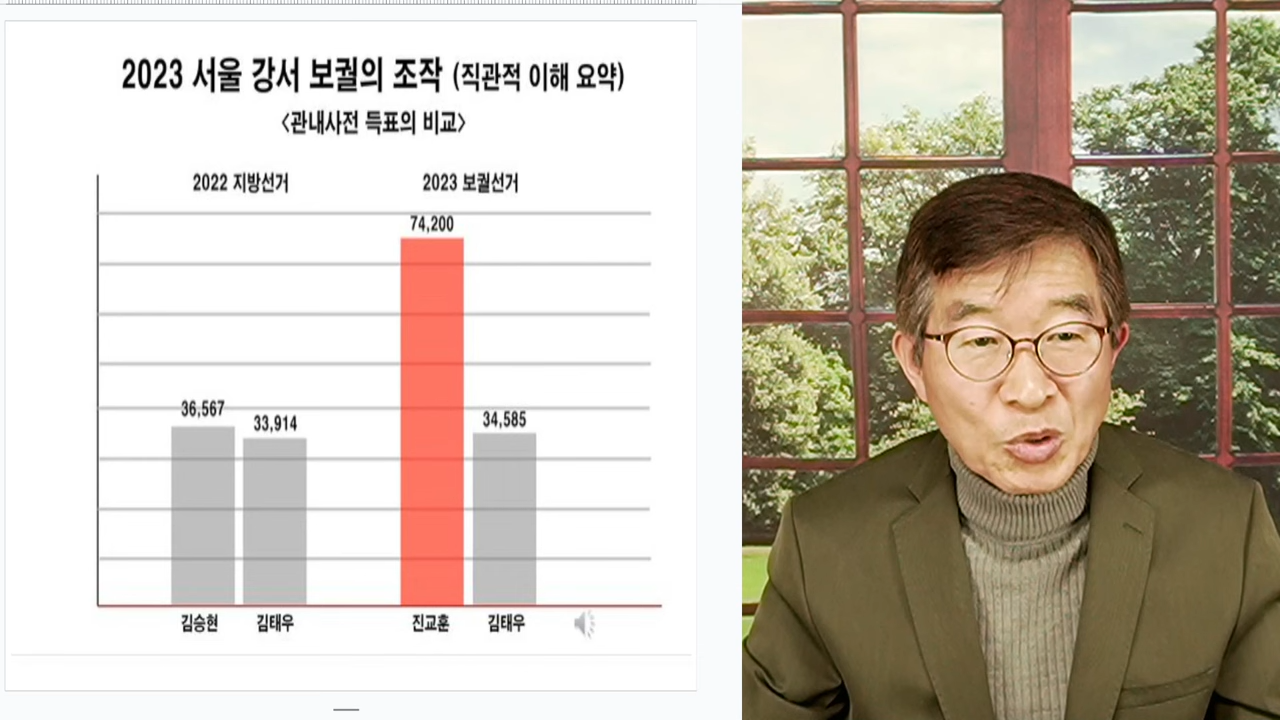 2023 서울 강서 보궐의 조작 (직관적 이해 요약)
<관내사전 득표의 비교>
2022 지방선거
2023 보궐선거
74,200
36,567
33,914
34,585
김승현
김태우
진교훈
김태우